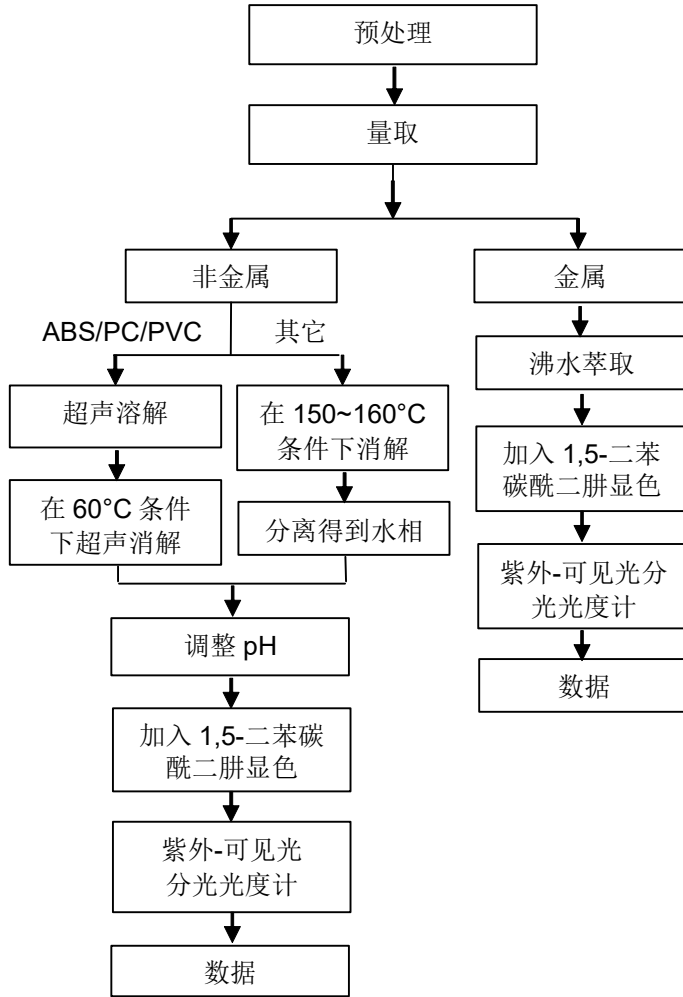 预处理
量取
非金属
金属
ABS/PC/PVC
其它
超声溶解
在 60°C 条件
下超声消解
在 150~160°C
条件下消解
分离得到水相
调整 pH
加入 1,5-二苯碳
酰二肼显色
紫外-可见光
分光光度计
数据
沸水萃取
加入 1,5-二苯
碳酰二肼显色
紫外-可见光分
光光度计
数据